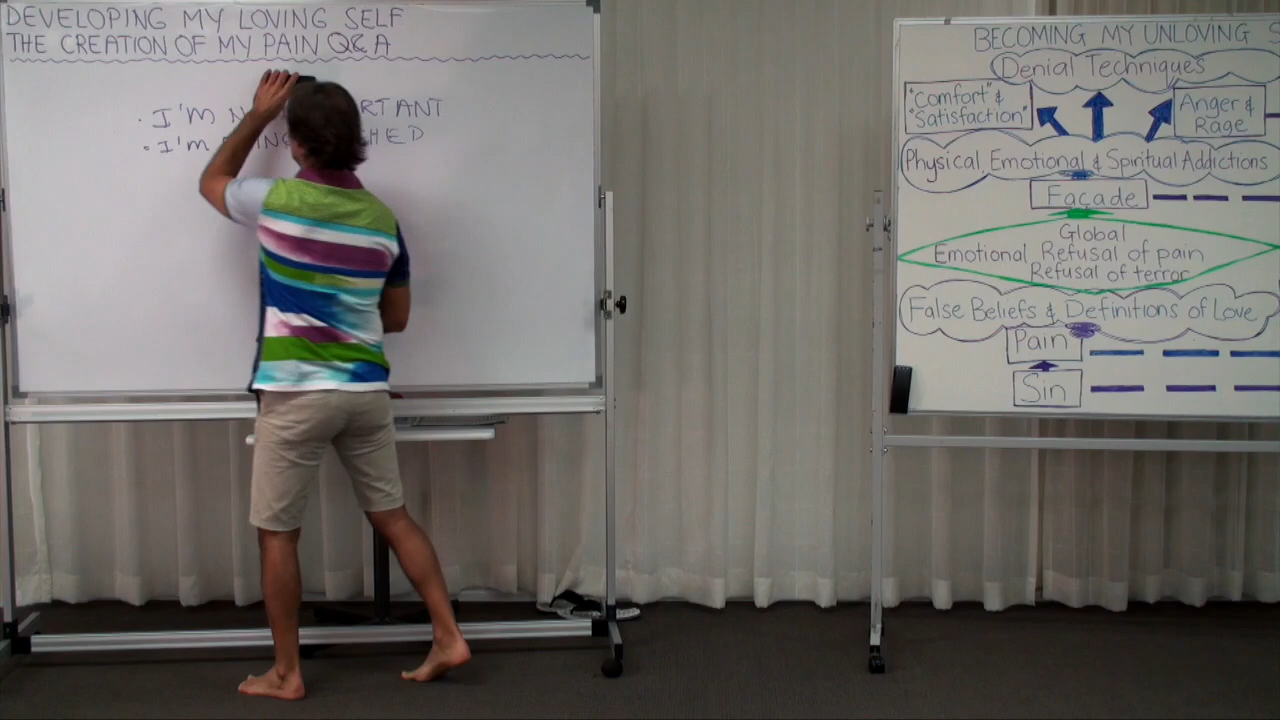 DEVELOPING MY LOVING SELF
THE CREATION OF MY PAIN Q&A
• I'M
• I'M
BECOMING MY UNLOVING
Denial Techniques
"Comfort" &
"Satisfaction"
Anger &
Rage
Physical, Emotional & Spiritual Addictions
Façade
Global
Emotional Refusal of pain
Refusal of terror
False Beliefs & Definitions of Love
Pain
Sin